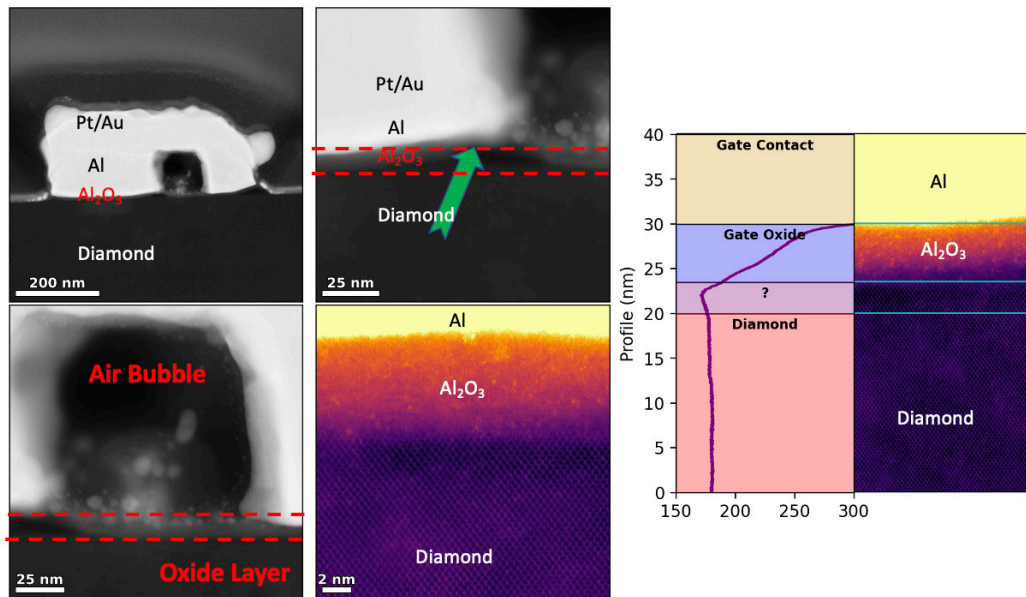 Pt/Au
Al
Al₂O₃
Diamond
200 nm
Pt/Au
Al
Al₂O₃
Diamond
25 nm
Air Bubble
Oxide Layer
25 nm
Al
Al₂O₃
Diamond
2 nm
Profile (nm)
40
35
30
25
20
15
10
5
0
150
200
250
300
Gate Contact
Gate Oxide
?
Diamond
Al
Al₂O₃
Diamond